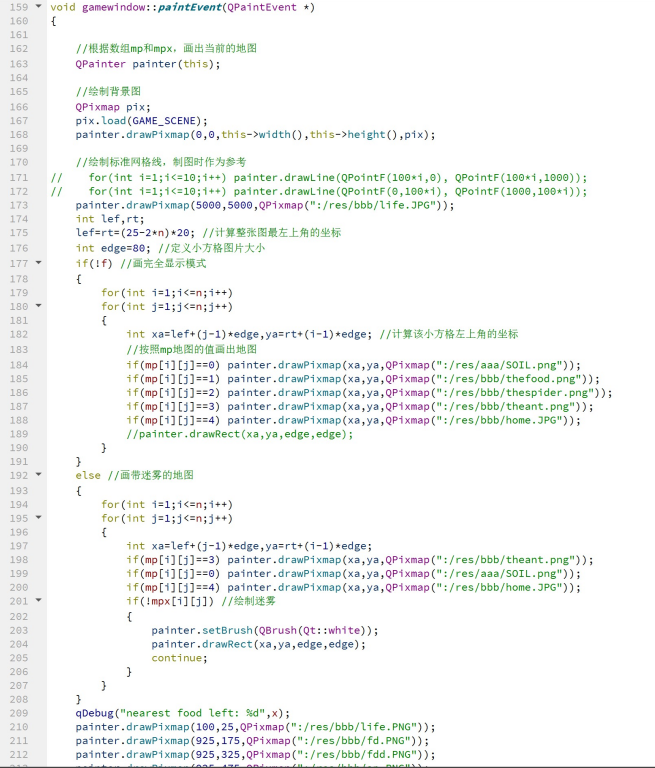 159 void gamewindow::paintEvent(QPaintEvent *)
160 {
161
162     //根据数组mp和mpx，画出当前的地图
163     QPainter painter(this);
164
165     //绘制背景图
166     QPixmap pix;
167     pix.load(GAME_SCENE);
168     painter.drawPixmap(0,0,this->width(),this->height(),pix);
169
170     //绘制标准网格线，制图时作为参考
171 //    for(int i=1;i<=10;i++) painter.drawLine(QPointF(100*i,0), QPointF(100*i,1000));
172 //    for(int i=1;i<=10;i++) painter.drawLine(QPointF(0,100*i), QPointF(1000,100*i));
173     painter.drawPixmap(5000,5000,QPixmap(":/res/bbb/life.JPG"));
174     int lef,rt;
175     lef=rt=(25-2*n)*20; //计算整张图最左上角的坐标
176     int edge=80; //定义小方格图片大小
177     if(!f) //画完全显示模式
178     {
179         for(int i=1;i<=n;i++)
180         for(int j=1;j<=n;j++)
181         {
182             int xa=lef+(j-1)*edge,ya=rt+(i-1)*edge; //计算该小方格左上角的坐标
183             //按照mp地图的值画出地图
184             if(mp[i][j]==0) painter.drawPixmap(xa,ya,QPixmap(":/res/aaa/SOIL.png"));
185             if(mp[i][j]==1) painter.drawPixmap(xa,ya,QPixmap(":/res/bbb/thefood.png"));
186             if(mp[i][j]==2) painter.drawPixmap(xa,ya,QPixmap(":/res/bbb/thespider.png"));
187             if(mp[i][j]==3) painter.drawPixmap(xa,ya,QPixmap(":/res/bbb/theant.png"));
188             if(mp[i][j]==4) painter.drawPixmap(xa,ya,QPixmap(":/res/bbb/home.JPG"));
189             //painter.drawRect(xa,ya,edge,edge);
190         }
191     }
192     else //画带迷雾的地图
193     {
194         for(int i=1;i<=n;i++)
195         for(int j=1;j<=n;j++)
196         {
197             int xa=lef+(j-1)*edge,ya=rt+(i-1)*edge;
198             if(mp[i][j]==3) painter.drawPixmap(xa,ya,QPixmap(":/res/bbb/theant.png"));
199             if(mp[i][j]==0) painter.drawPixmap(xa,ya,QPixmap(":/res/aaa/SOIL.png"));
200             if(mp[i][j]==4) painter.drawPixmap(xa,ya,QPixmap(":/res/bbb/home.JPG"));
201             if(!mpx[i][j]) //绘制迷雾
202             {
203                 painter.setBrush(QBrush(Qt::white));
204                 painter.drawRect(xa,ya,edge,edge);
205                 continue;
206             }
207         }
208     }
209     qDebug("nearest food left: %d",x);
210     painter.drawPixmap(100,25,QPixmap(":/res/bbb/life.PNG"));
211     painter.drawPixmap(925,175,QPixmap(":/res/bbb/fd.PNG"));
212     painter.drawPixmap(925,325,QPixmap(":/res/bbb/fdd.PNG"));